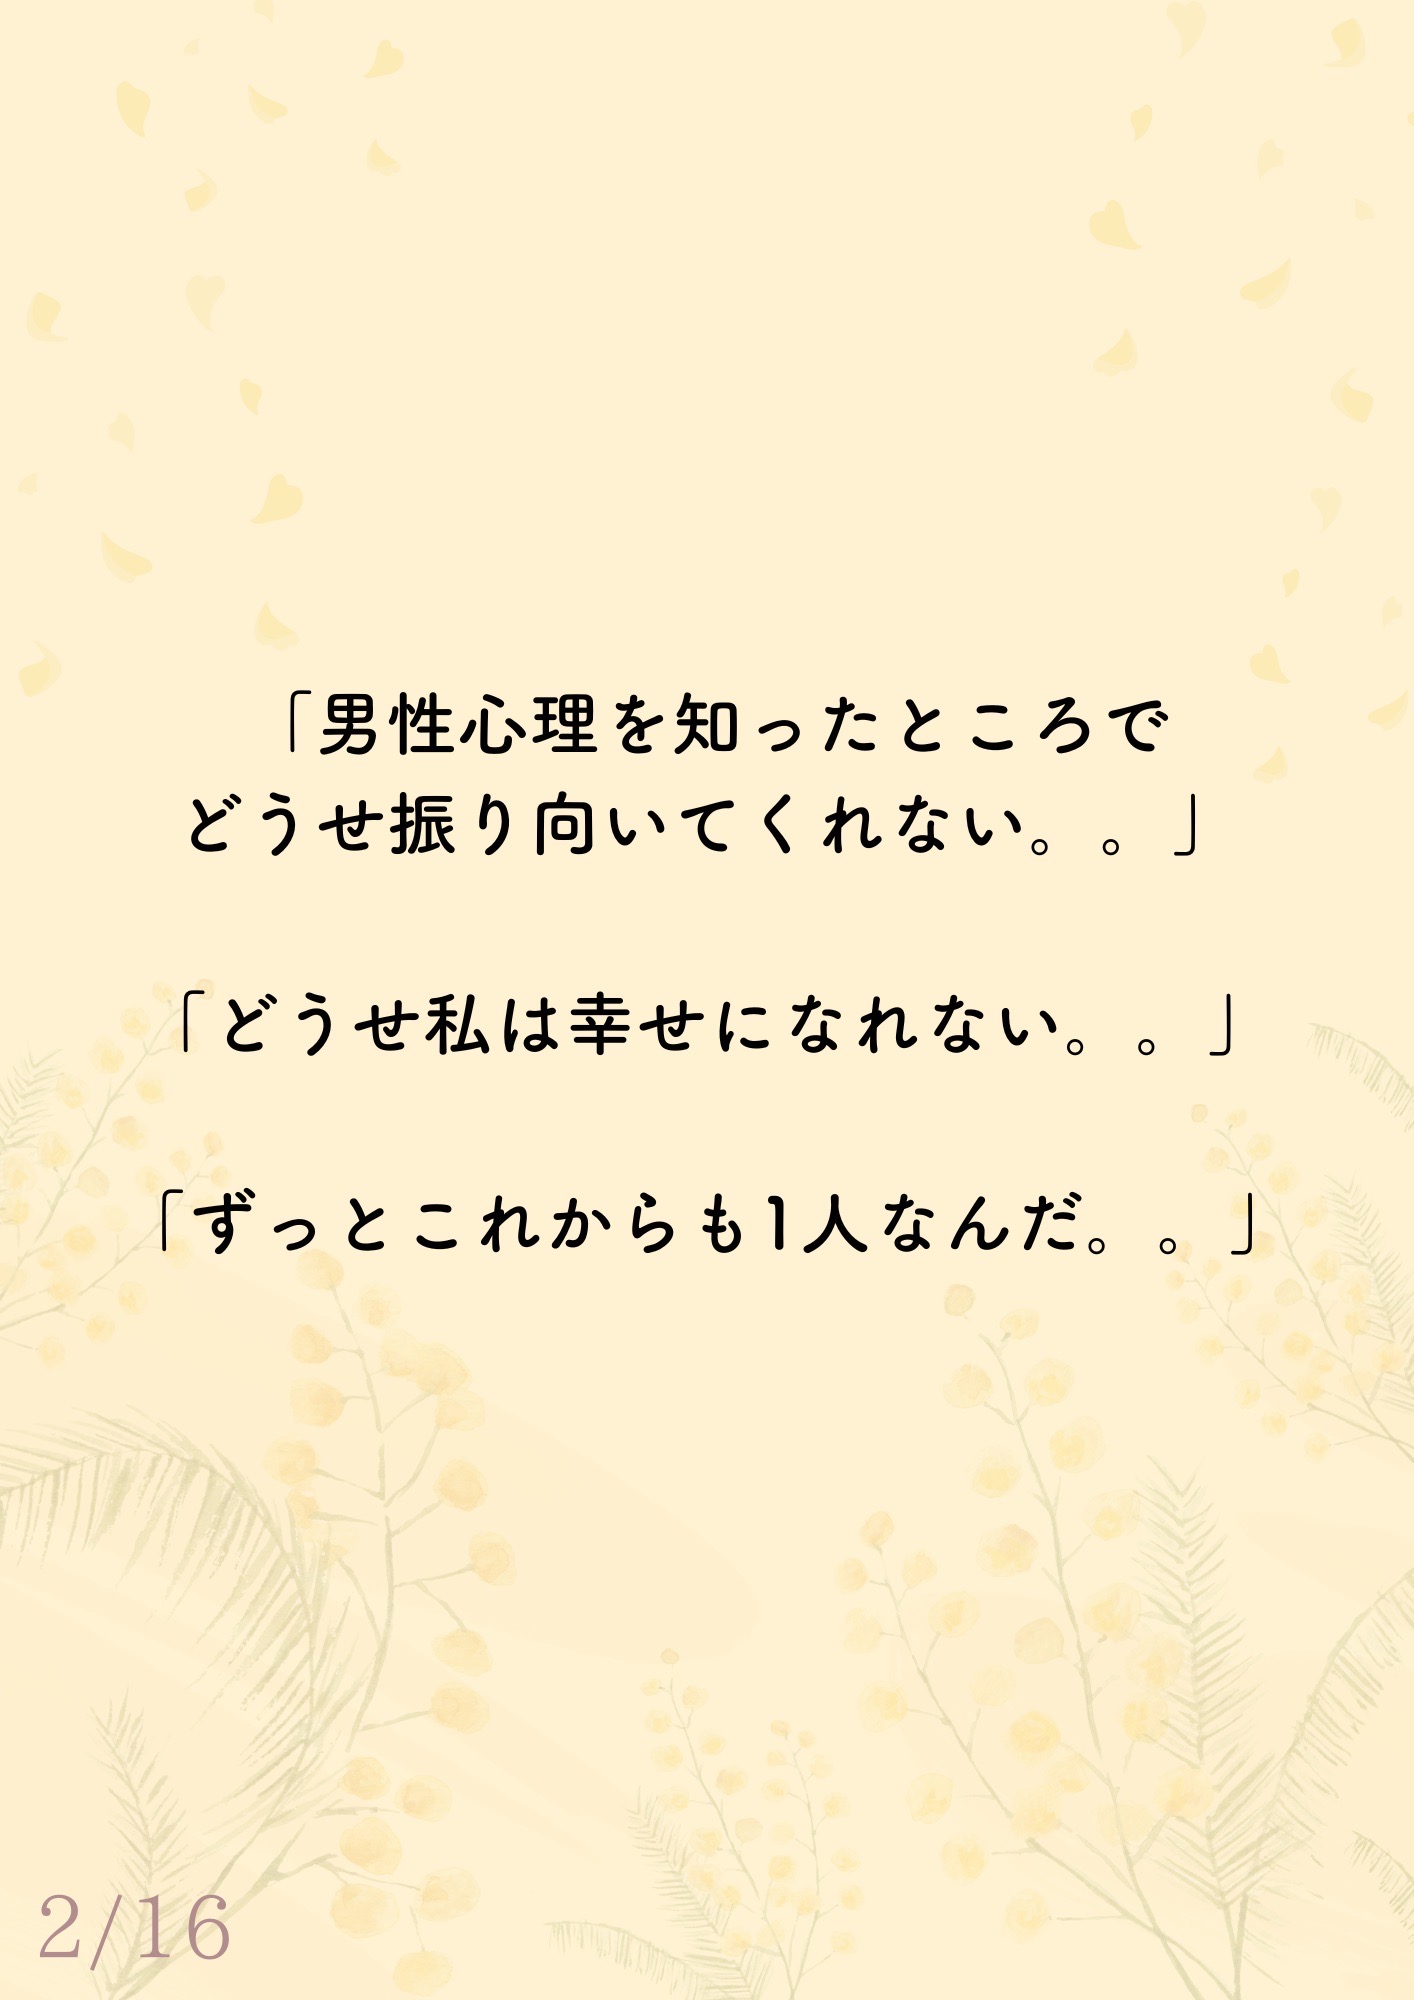 「男性心理を知ったところで
どうせ振り向いてくれない。。」
「どうせ私は幸せになれない。。」
「ずっとこれからも1人なんだ。。」
2/16